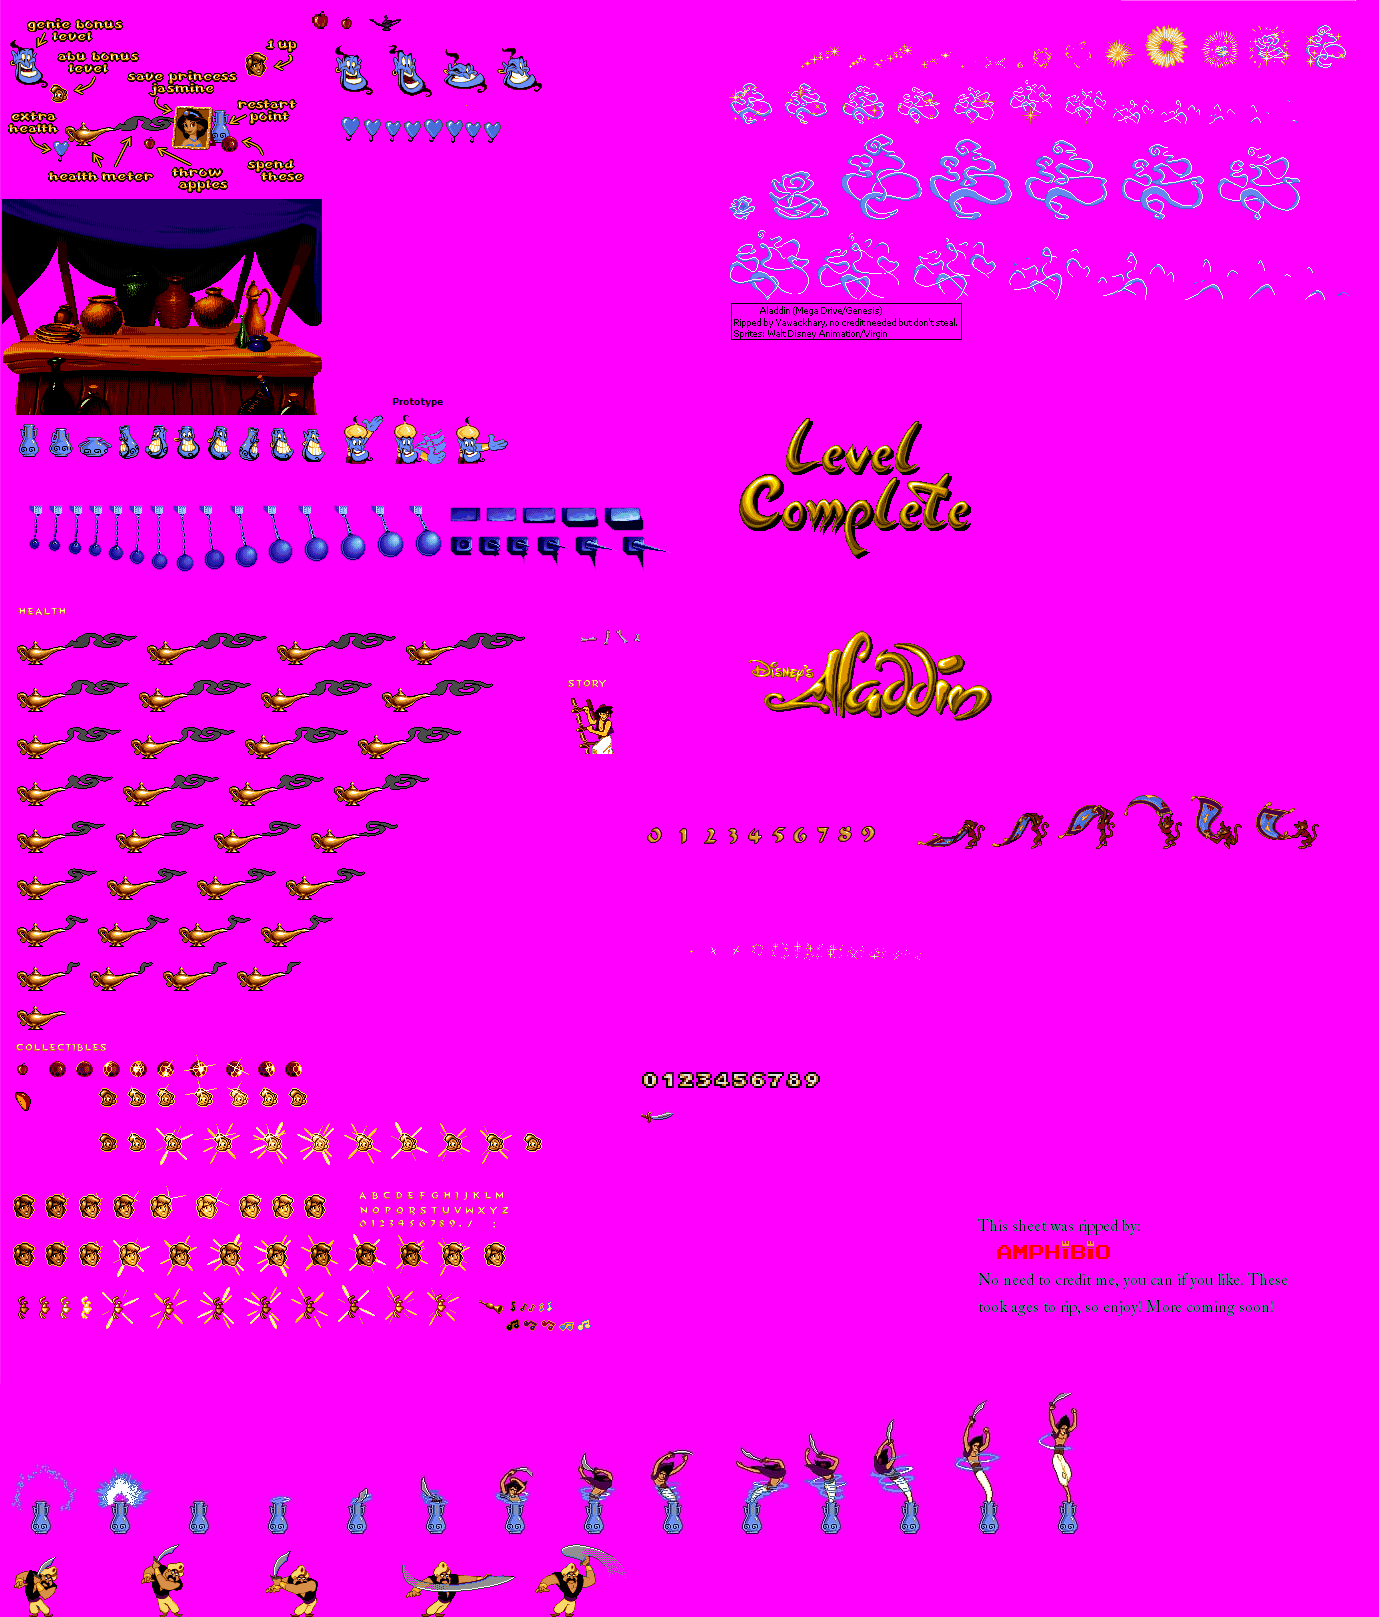 genie bonus
level
abu bonus
level
1 up
save princess
jasmine
restart
point
extra
health
health meter
throw
apples
spend
these
Aladdin (Mega Drive/Genesis)
Ripped by Yawackhary, no credit needed but don't steal.
Sprites: Walt Disney Animation/Virgin
Prototype
Level
Complete
HEALTH
STORY
DISNEY'S
Aladdin
0 1 2 3 4 5 6 7 8 9
COLLECTIBLES
0123456789
ABCDEFGHIJKLM
NOPQRSTUVWXYZ
0123456789./ :
This sheet was ripped by:
AMPHIBIO
No need to credit me, you can if you like. These
took ages to rip, so enjoy! More coming soon!